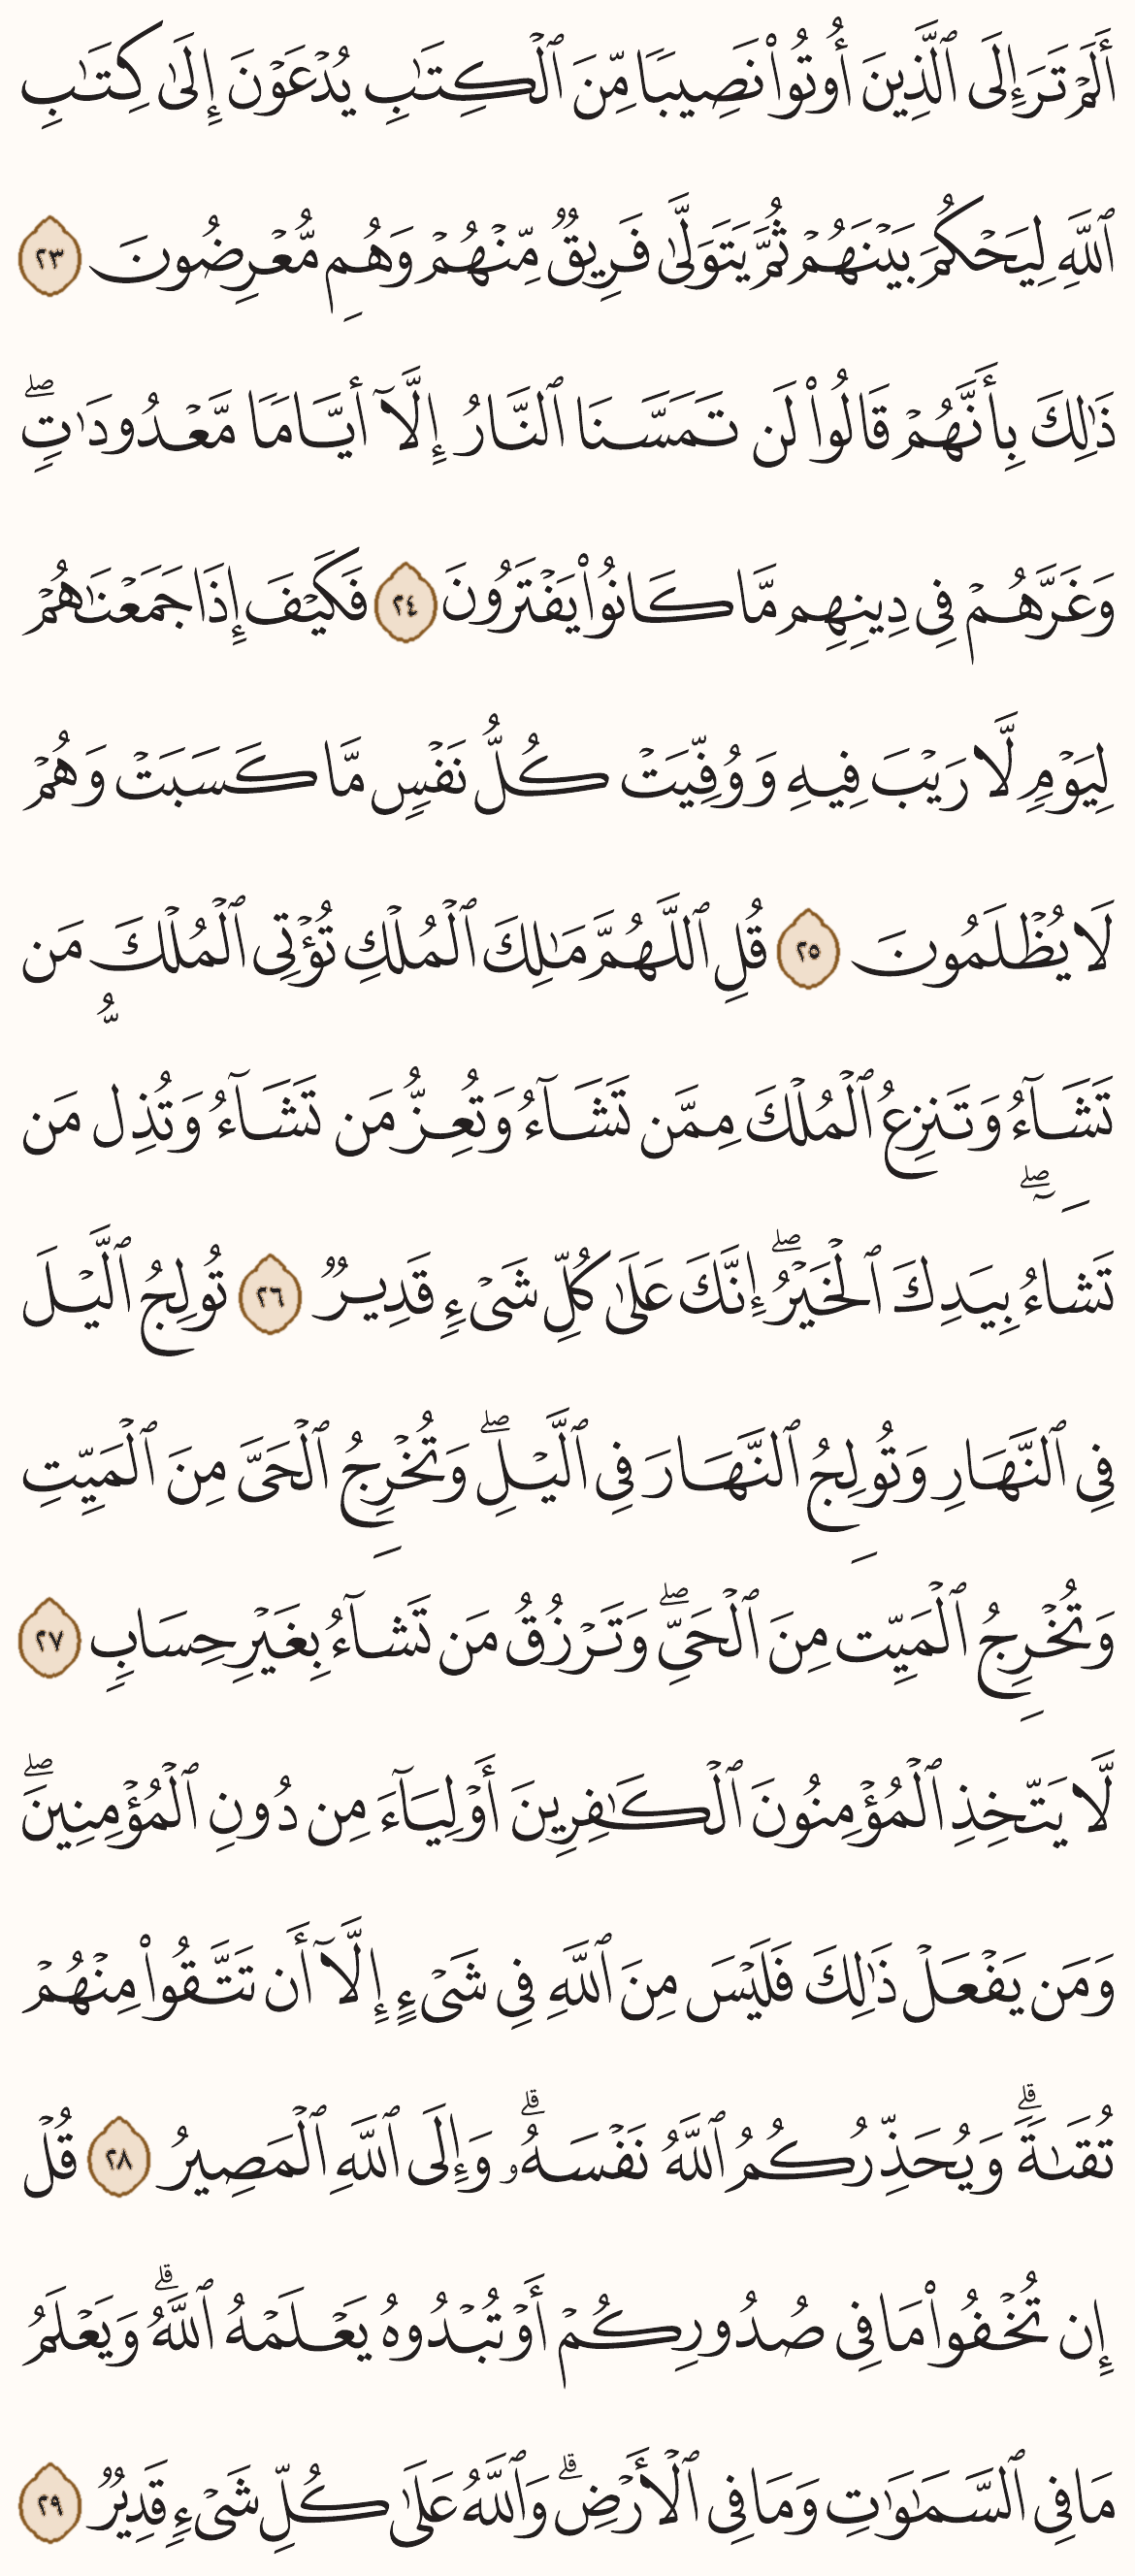 أَلَمْ تَرَ إِلَى ٱلَّذِينَ أُوتُوا۟ نَصِيبًا مِّنَ ٱلْكِتَـٰبِ يُدْعَوْنَ إِلَىٰ كِتَـٰبِ
ٱللَّهِ لِيَحْكُمَ بَيْنَهُمْ ثُمَّ يَتَوَلَّىٰ فَرِيقٌ مِّنْهُمْ وَهُم مُّعْرِضُونَ ٢٣
ذَٰلِكَ بِأَنَّهُمْ قَالُوا۟ لَن تَمَسَّنَا ٱلنَّارُ إِلَّآ أَيَّامًا مَّعْدُودَٰتٍ ۖ
وَغَرَّهُمْ فِى دِينِهِم مَّا كَانُوا۟ يَفْتَرُونَ ٢٤ فَكَيْفَ إِذَا جَمَعْنَـٰهُمْ
لِيَوْمٍ لَّا رَيْبَ فِيهِ وَوُفِّيَتْ كُلُّ نَفْسٍ مَّا كَسَبَتْ وَهُمْ
لَا يُظْلَمُونَ ٢٥ قُلِ ٱللَّهُمَّ مَـٰلِكَ ٱلْمُلْكِ تُؤْتِى ٱلْمُلْكَ مَن
تَشَآءُ وَتَنزِعُ ٱلْمُلْكَ مِمَّن تَشَآءُ وَتُعِزُّ مَن تَشَآءُ وَتُذِلُّ مَن
تَشَآءُ ۖ بِيَدِكَ ٱلْخَيْرُ ۖ إِنَّكَ عَلَىٰ كُلِّ شَىْءٍ قَدِيرٌ ٢٦ تُولِجُ ٱلَّيْلَ
فِى ٱلنَّهَارِ وَتُولِجُ ٱلنَّهَارَ فِى ٱلَّيْلِ ۖ وَتُخْرِجُ ٱلْحَىَّ مِنَ ٱلْمَيِّتِ
وَتُخْرِجُ ٱلْمَيِّتَ مِنَ ٱلْحَىِّ ۖ وَتَرْزُقُ مَن تَشَآءُ بِغَيْرِ حِسَابٍ ٢٧
لَّا يَتَّخِذِ ٱلْمُؤْمِنُونَ ٱلْكَـٰفِرِينَ أَوْلِيَآءَ مِن دُونِ ٱلْمُؤْمِنِينَ ۖ
وَمَن يَفْعَلْ ذَٰلِكَ فَلَيْسَ مِنَ ٱللَّهِ فِى شَىْءٍ إِلَّآ أَن تَتَّقُوا۟ مِنْهُمْ
تُقَىٰةً ۗ وَيُحَذِّرُكُمُ ٱللَّهُ نَفْسَهُۥ ۗ وَإِلَى ٱللَّهِ ٱلْمَصِيرُ ٢٨ قُلْ
إِن تُخْفُوا۟ مَا فِى صُدُورِكُمْ أَوْ تُبْدُوهُ يَعْلَمْهُ ٱللَّهُ ۗ وَيَعْلَمُ
مَا فِى ٱلسَّمَـٰوَٰتِ وَمَا فِى ٱلْأَرْضِ ۗ وَٱللَّهُ عَلَىٰ كُلِّ شَىْءٍ قَدِيرٌ ٢٩